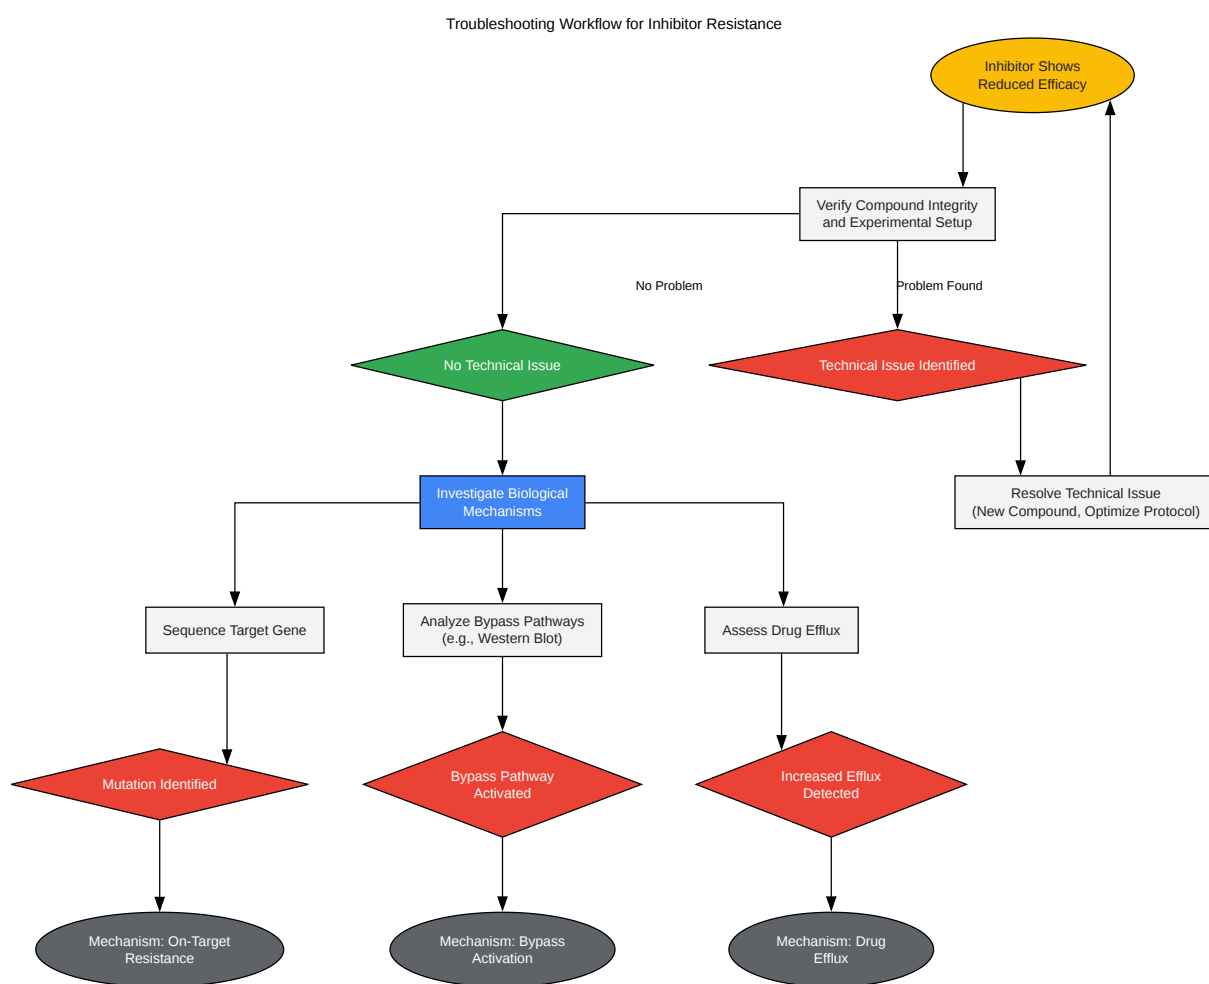 Troubleshooting Workflow for Inhibitor Resistance
Inhibitor Shows
Reduced Efficacy
Verify Compound Integrity
and Experimental Setup
No Problem
Problem Found
No Technical Issue
Technical Issue Identified
Investigate Biological
Mechanisms
Resolve Technical Issue
(New Compound, Optimize Protocol)
Sequence Target Gene
Analyze Bypass Pathways
(e.g., Western Blot)
Assess Drug Efflux
Mutation Identified
Bypass Pathway
Activated
Increased Efflux
Detected
Mechanism: On-Target
Resistance
Mechanism: Bypass
Activation
Mechanism: Drug
Efflux